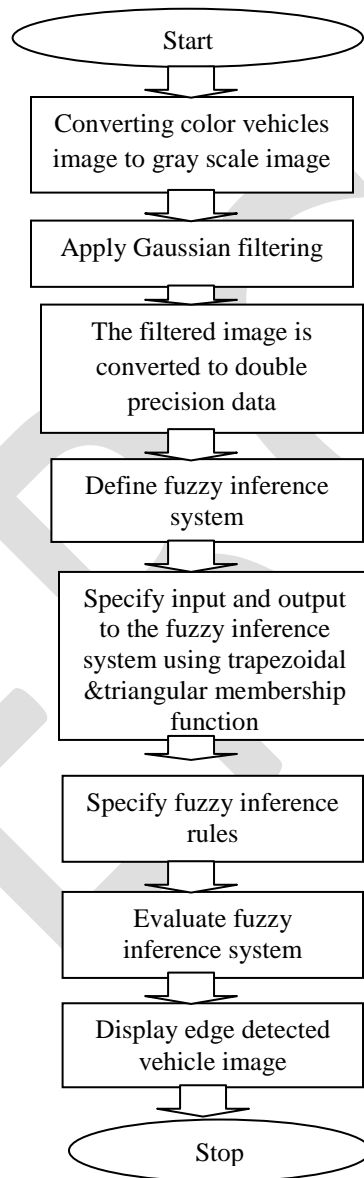 Start
Converting color vehicles
image to gray scale image
Apply Gaussian filtering
The filtered image is
converted to double
precision data
Define fuzzy inference
system
Specify input and output
to the fuzzy inference
system using trapezoidal
&triangular membership
function
Specify fuzzy inference
rules
Evaluate fuzzy
inference system
Display edge detected
vehicle image
Stop